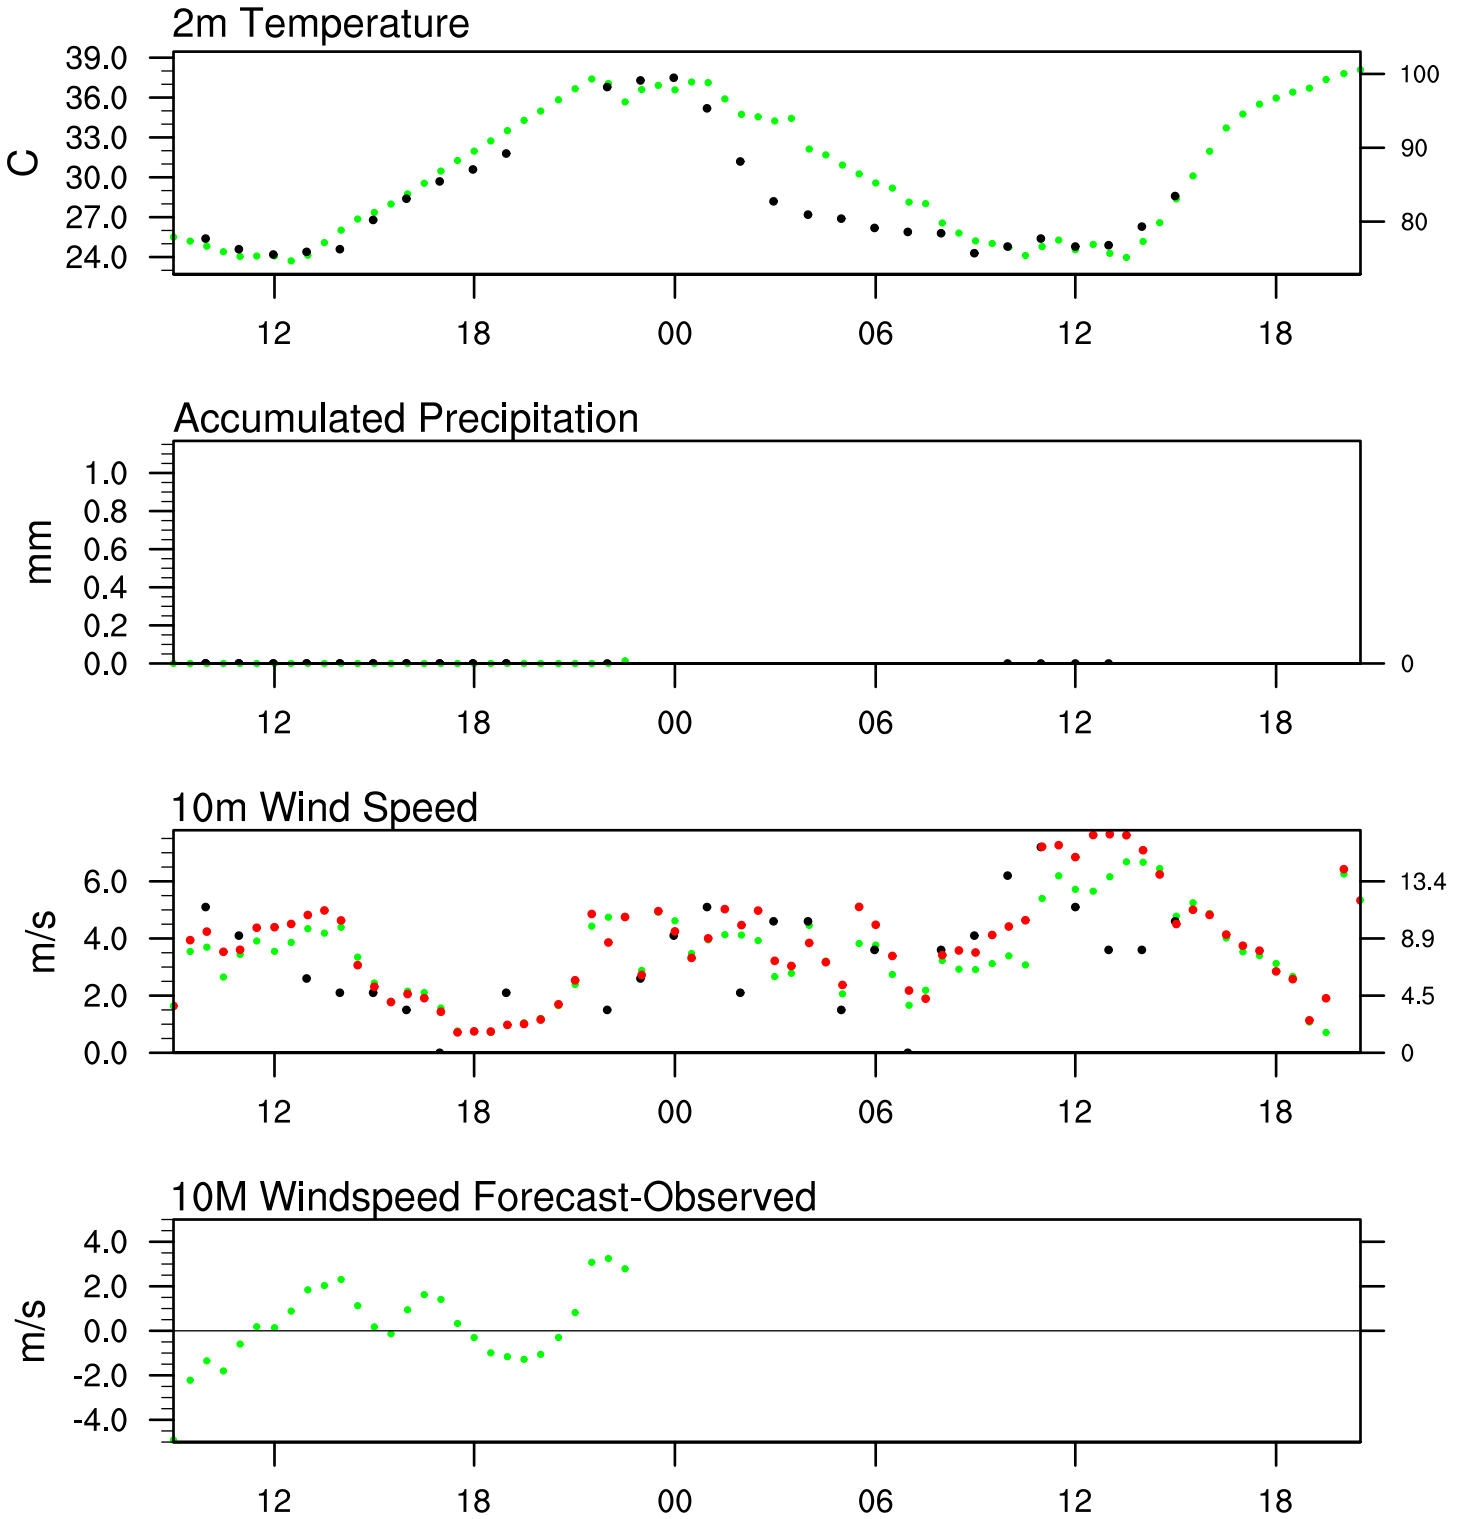 2m Temperature
39.0
36.0
33.0
30.0
27.0
24.0
C
100
90
80
12 18 00 06 12 18
Accumulated Precipitation
1.0
0.8
0.6
0.4
0.2
0.0
mm
0
12 18 00 06 12 18
10m Wind Speed
6.0
4.0
2.0
0.0
m/s
13.4
8.9
4.5
0
12 18 00 06 12 18
10M Windspeed Forecast-Observed
4.0
2.0
0.0
-2.0
-4.0
m/s
12 18 00 06 12 18